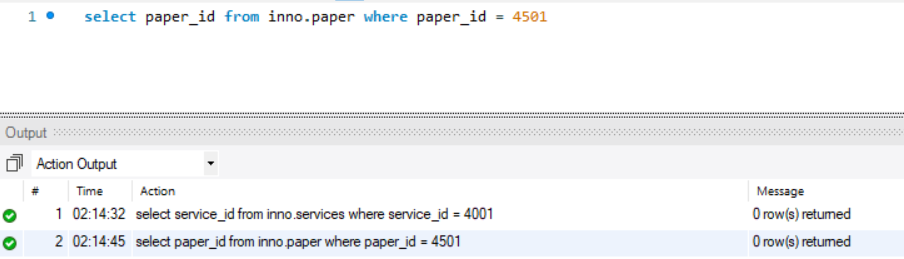 1 select paper_id from inno.paper where paper_id = 4501
Output
Action Output
# Time Action Message
1 02:14:32 select service_id from inno.services where service_id = 4001 0 row(s) returned
2 02:14:45 select paper_id from inno.paper where paper_id = 4501 0 row(s) returned